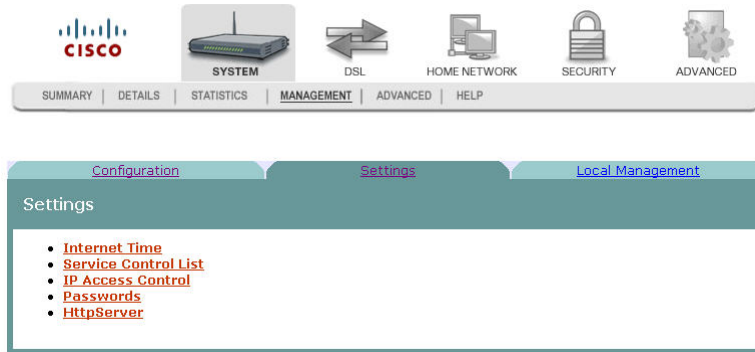 CISCO
SYSTEM DSL HOME NETWORK SECURITY ADVANCED
SUMMARY | DETAILS | STATISTICS | MANAGEMENT | ADVANCED | HELP
Configuration Settings Local Management
Settings
• Internet Time
• Service Control List
• IP Access Control
• Passwords
• HttpServer